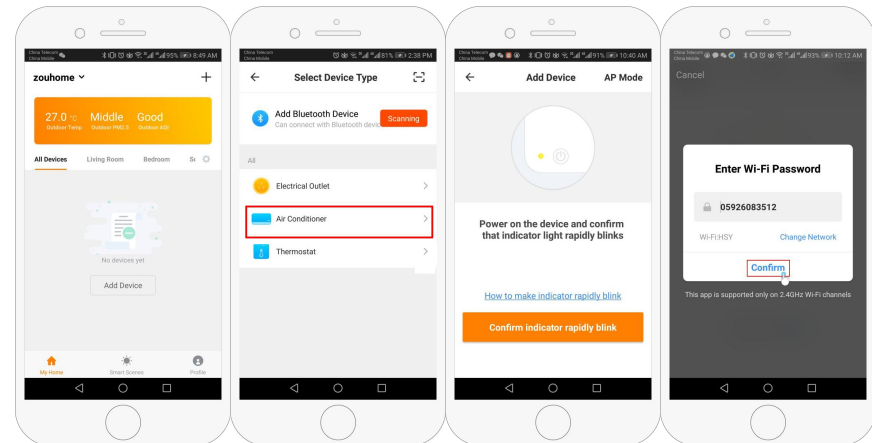 China Telecom
China Mobile
95% 8:49 AM
zouhome
+
27.0 °C Middle Good
Outdoor Temp Outdoor PM2.5 Outdoor AQI
All Devices Living Room Bedroom
No devices yet
Add Device
My Home Smart Scenes Profile
China Telecom
China Mobile
81% 2:38 PM
Select Device Type
Add Bluetooth Device
Can connect with Bluetooth devic
Scanning
All
Electrical Outlet
Air Conditioner
Thermostat
China Telecom
China Mobile
91% 10:40 AM
Add Device AP Mode
Power on the device and confirm
that indicator light rapidly blinks
How to make indicator rapidly blink
Confirm indicator rapidly blink
China Telecom
China Mobile
93% 10:12 AM
Cancel
Enter Wi-Fi Password
05926083512
Wi-Fi:HSY Change Network
Confirm
This app is supported only on 2.4GHz Wi-Fi channels